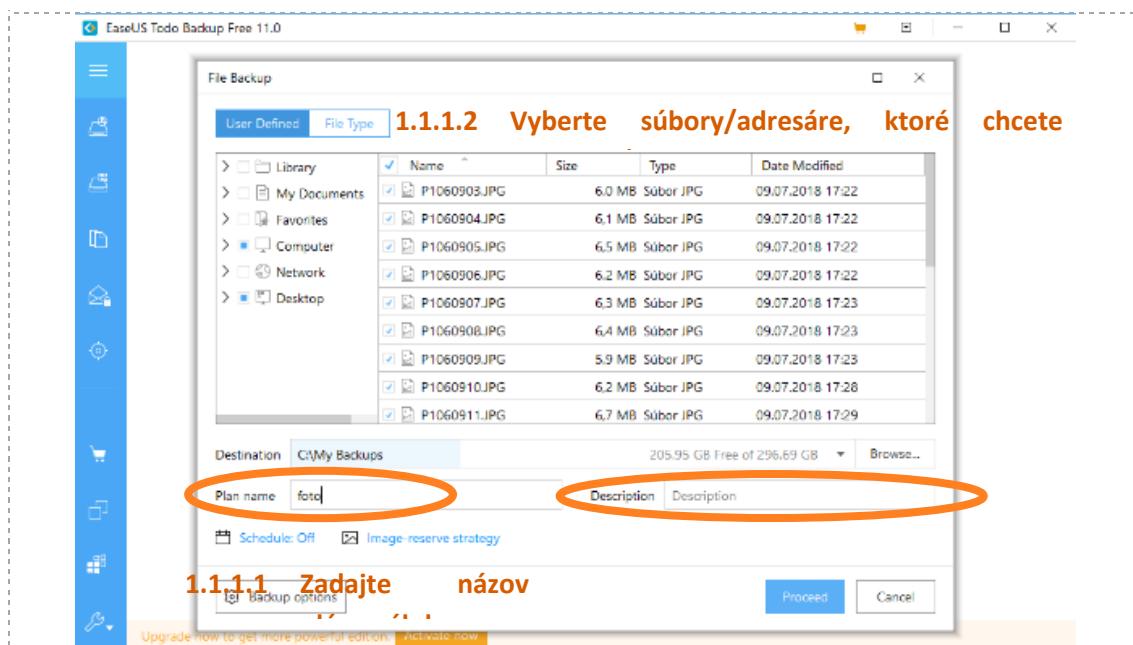 EaseUS Todo Backup Free 11.0
File Backup
User Defined File Type
1.1.1.2 Vyberte súbory/adresáre, ktoré chcete
Library
My Documents
Favorites
Computer
Network
Desktop
Name Size Type Date Modified
P1060903.JPG 6,0 MB Súbor JPG 09.07.2018 17:22
P1060904.JPG 6,1 MB Súbor JPG 09.07.2018 17:22
P1060905.JPG 6,5 MB Súbor JPG 09.07.2018 17:22
P1060906.JPG 6,2 MB Súbor JPG 09.07.2018 17:22
P1060907.JPG 6,3 MB Súbor JPG 09.07.2018 17:23
P1060908.JPG 6,4 MB Súbor JPG 09.07.2018 17:23
P1060909.JPG 5,9 MB Súbor JPG 09.07.2018 17:23
P1060910.JPG 6,2 MB Súbor JPG 09.07.2018 17:28
P1060911.JPG 6,7 MB Súbor JPG 09.07.2018 17:29
Destination C:\My Backups 205.95 GB Free of 296.69 GB Browse...
Plan name foto Description Description
Schedule: Off Image-reserve strategy
1.1.1.1 Zadajte názov
Backup options Proceed Cancel
Upgrade now to get more powerful edition. Activate now